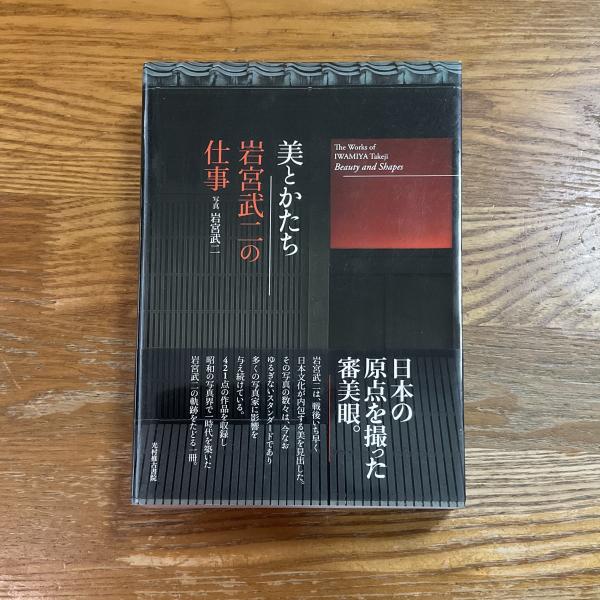 The Works of
IWAMIYA Takeji
Beauty and Shapes
美とかたち
岩宮武二の
仕事
写真 岩宮武二
日本の
原点を撮った
審美眼。
岩宮武二は、戦後いち早く
日本文化が内包する美を見出した。
その写真の数々は、今なお
ゆるぎないスタンダードであり
多くの写真家に影響を
与え続けている。
421点の作品を収録し
昭和の写真界で一時代を築いた
岩宮武二の軌跡をたどる一冊。
光村推古書院